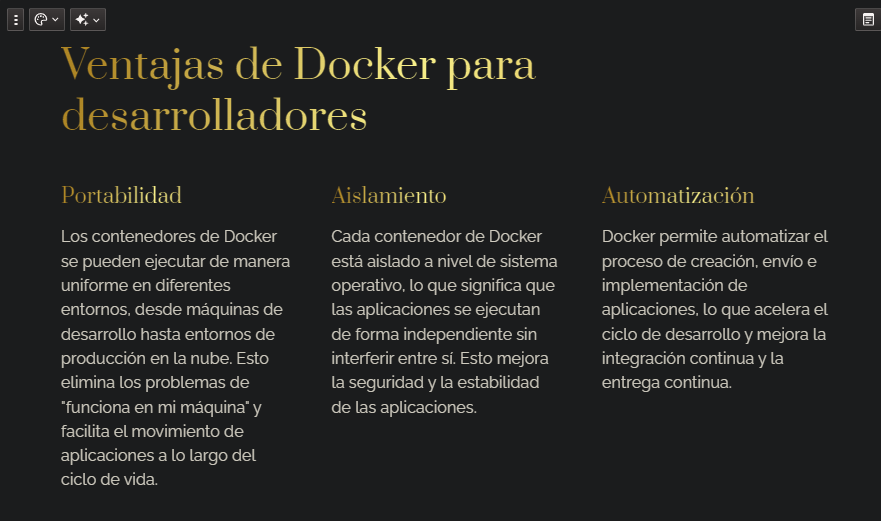 Ventajas de Docker para
desarrolladores
Portabilidad
Los contenedores de Docker
se pueden ejecutar de manera
uniforme en diferentes
entornos, desde máquinas de
desarrollo hasta entornos de
producción en la nube. Esto
elimina los problemas de
"funciona en mi máquina" y
facilita el movimiento de
aplicaciones a lo largo del
ciclo de vida.
Aislamiento
Cada contenedor de Docker
está aislado a nivel de sistema
operativo, lo que significa que
las aplicaciones se ejecutan
de forma independiente sin
interferir entre sí. Esto mejora
la seguridad y la estabilidad
de las aplicaciones.
Automatización
Docker permite automatizar el
proceso de creación, envío e
implementación de
aplicaciones, lo que acelera el
ciclo de desarrollo y mejora la
integración continua y la
entrega continua.